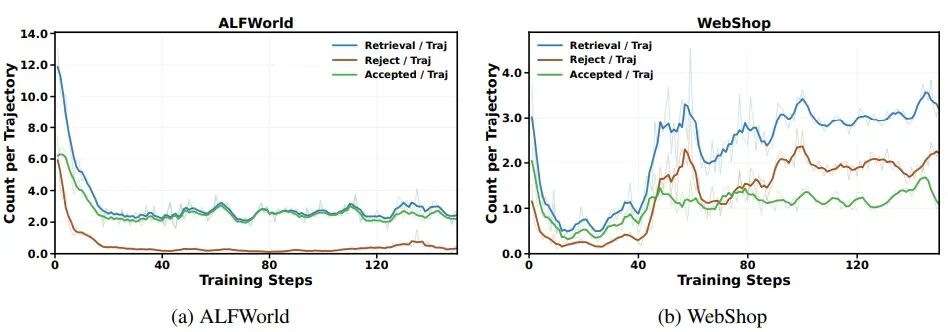 ALFWorld
Count per Trajectory
14.0
12.0
10.0
8.0
6.0
4.0
2.0
0.0
Retrieval / Traj
Reject / Traj
Accepted / Traj
0
40
80
120
Training Steps
(a) ALFWorld
WebShop
Count per Trajectory
4.0
3.0
2.0
1.0
0.0
Retrieval / Traj
Reject / Traj
Accepted / Traj
0
40
80
120
Training Steps
(b) WebShop